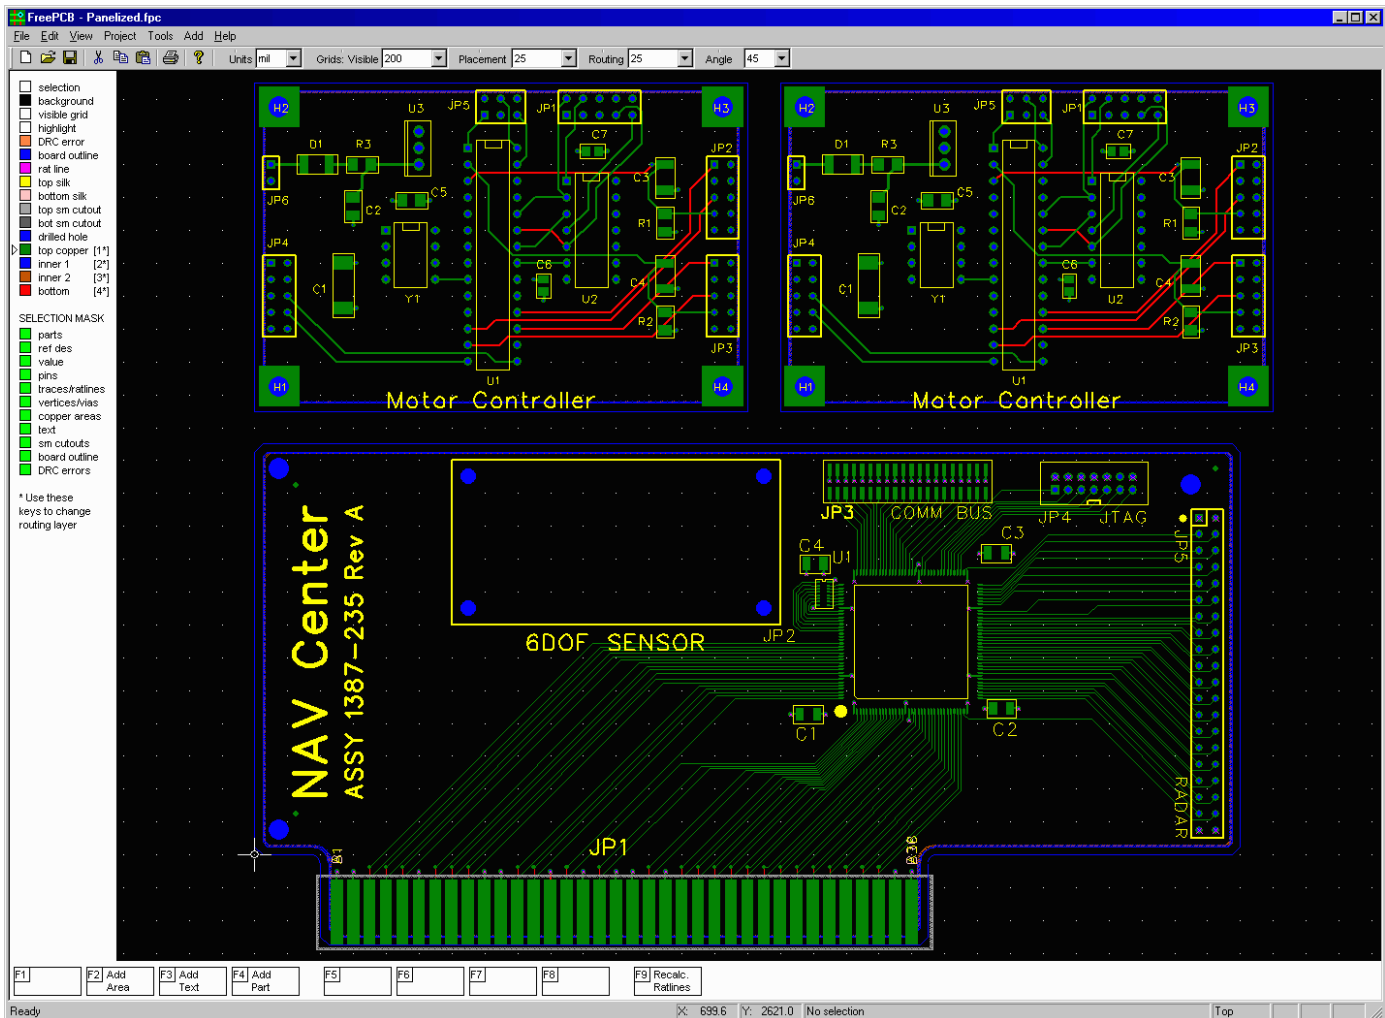 FreePCB - Panelized.fpc
File Edit View Project Tools Add Help
Units mil Grids: Visible 200 Placement 25 Routing 25 Angle 45
selection
background
visible grid
highlight
DRC error
board outline
rat line
top silk
bottom silk
top sm cutout
bot sm cutout
drilled hole
top copper [1*]
inner 1 [2*]
inner 2 [3*]
bottom [4*]
SELECTION MASK
parts
ref des
value
pins
traces/ratlines
vertices/vias
copper areas
text
sm cutouts
board outline
DRC errors
* Use these
keys to change
routing layer
H2 U3 JP5 JP1 H3
D1 R3 C7 JP2
C3
JP6 C2 C5 R1
JP4
C6
C1 Y1 U2 C4
R2
JP3
H1 U1 H4
Motor Controller
H2 U3 JP5 JP1 H3
D1 R3 C7 JP2
C3
JP6 C2 C5 R1
JP4
C6
C1 Y1 U2 C4
R2
JP3
H1 U1 H4
Motor Controller
NAV Center
ASSY 1387-235 Rev A
6DOF SENSOR
JP3 COMM BUS
JP4 JTAG
C4 U1 C3
JP5
JP2
C1 C2
RADAR
JP1
F1
F2 Add Area
F3 Add Text
F4 Add Part
F5
F6
F7
F8
F9 Recalc. Ratlines
Ready X: 699.6 Y: 2621.0 No selection Top